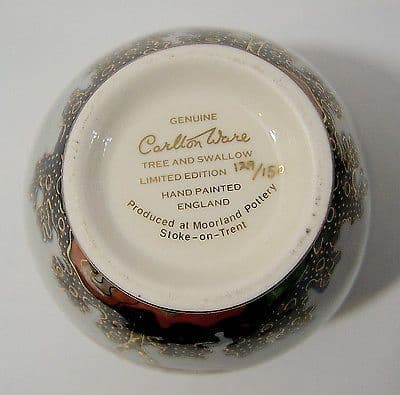 GENUINE
Carlton Ware
TREE AND SWALLOW
LIMITED EDITION 129/150
HAND PAINTED
ENGLAND
Produced at Moorland Pottery
Stoke-on-Trent